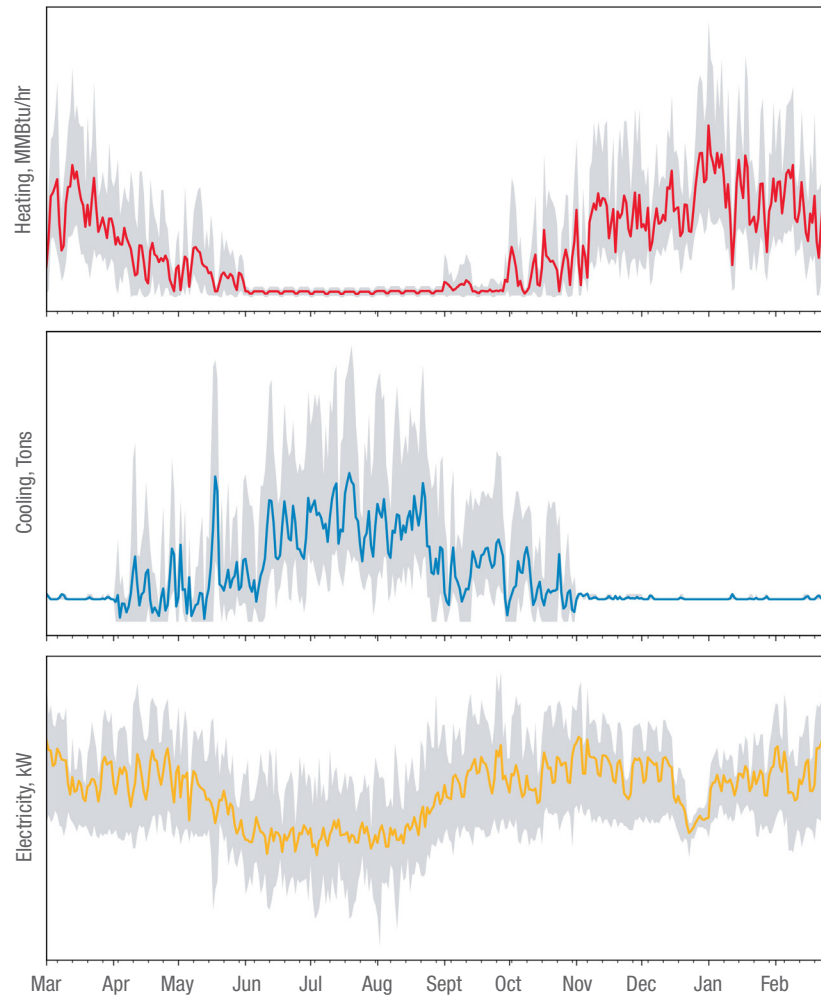 Heating, MMBtu/hr
Cooling, Tons
Electricity, kW
Mar Apr May Jun Jul Aug Sept Oct Nov Dec Jan Feb